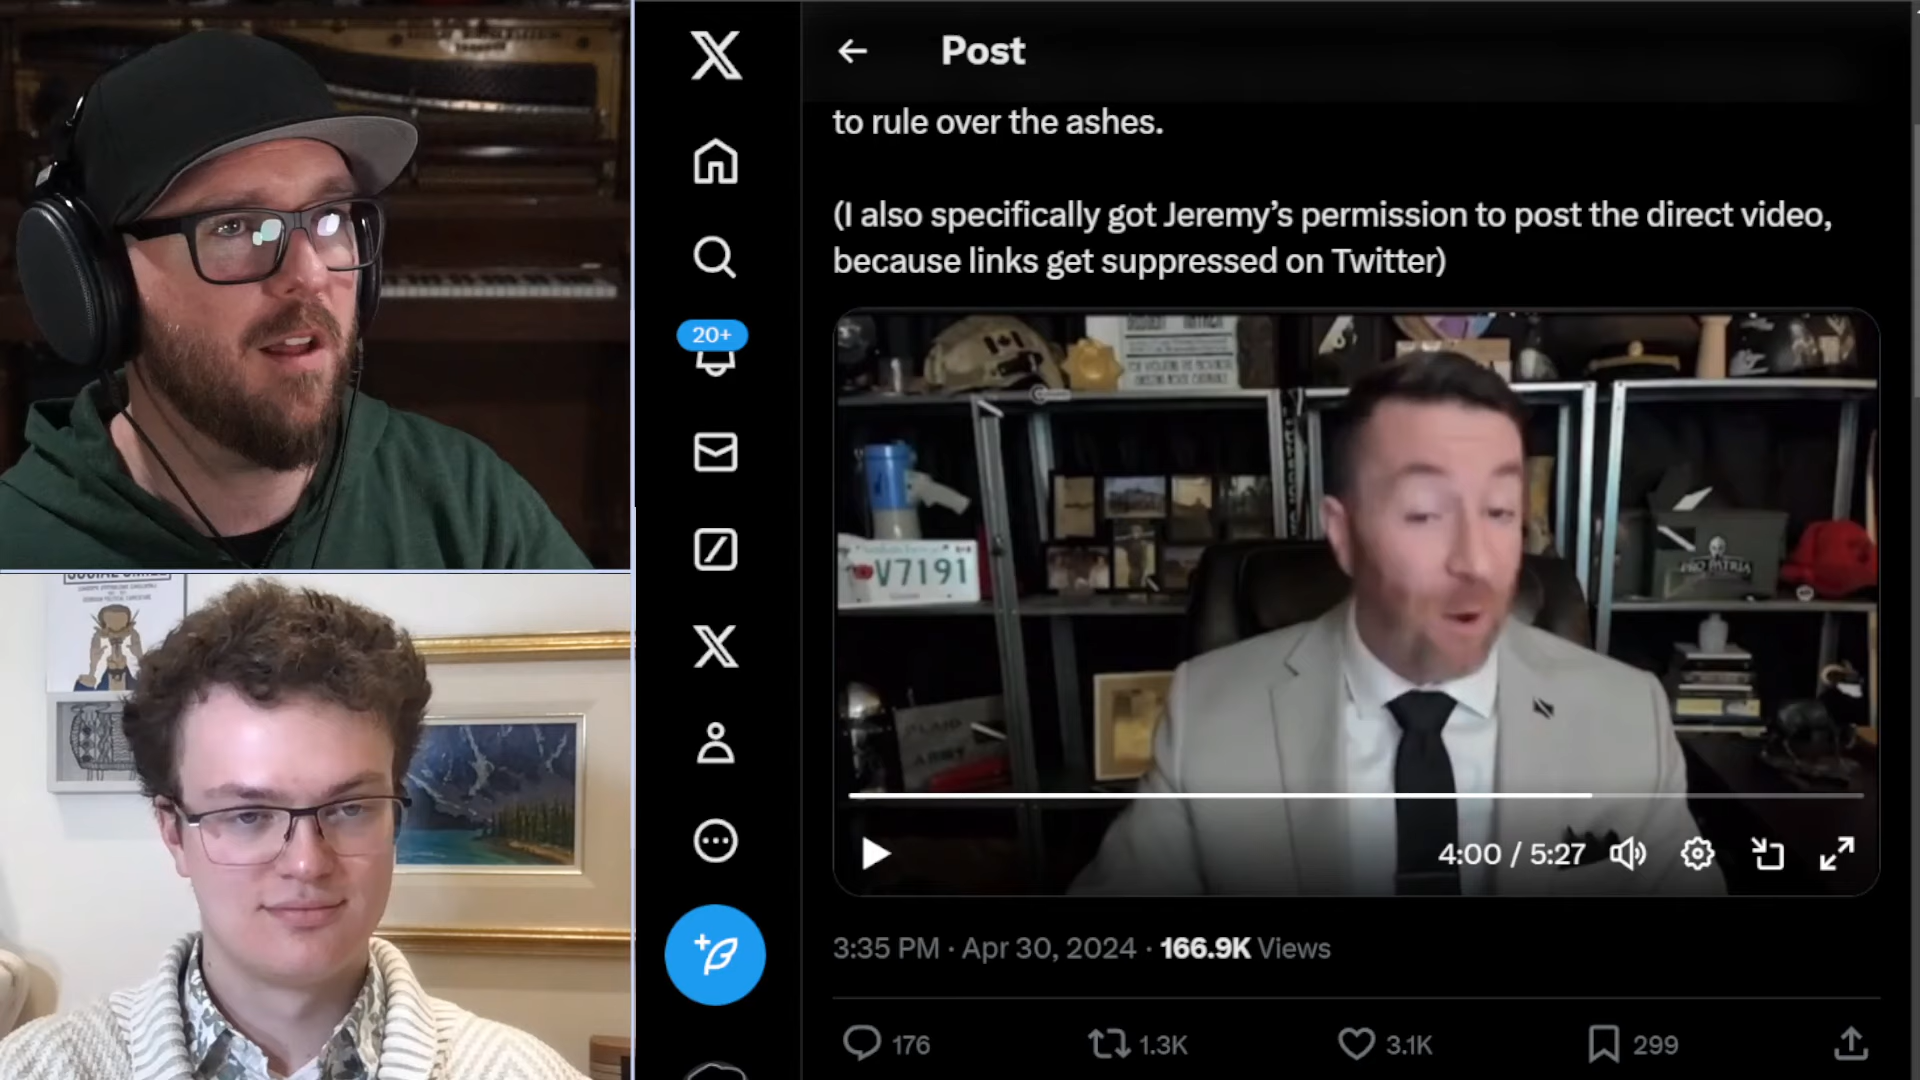 Post
to rule over the ashes.
(I also specifically got Jeremy’s permission to post the direct video,
because links get suppressed on Twitter)
20+
V7191
PRO PATRIA
PLAID
ARMY
4:00 / 5:27
3:35 PM · Apr 30, 2024 · 166.9K Views
176
1.3K
3.1K
299